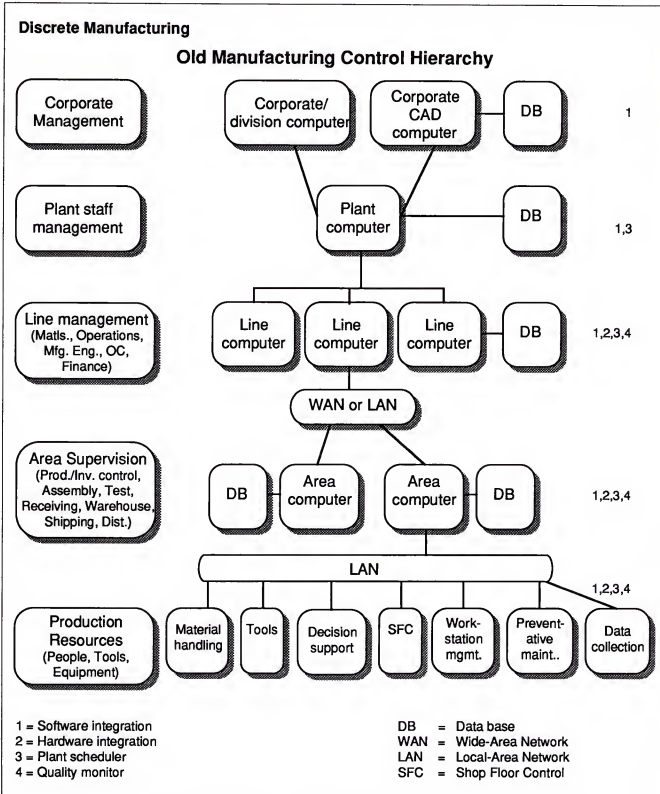 Discrete Manufacturing
Old Manufacturing Control Hierarchy
Corporate
Management
Corporate/
division computer
Corporate
CAD
computer
DB
1
Plant staff
management
Plant
computer
DB
1,3
Line management
(Matls., Operations,
Mfg. Eng., OC,
Finance)
Line
computer
Line
computer
Line
computer
DB
1,2,3,4
WAN or LAN
Area Supervision
(Prod./Inv. control,
Assembly, Test,
Receiving, Warehouse,
Shipping, Dist.)
DB
Area
computer
Area
computer
DB
1,2,3,4
LAN
1,2,3,4
Production
Resources
(People, Tools,
Equipment)
Material
handling
Tools
Decision
support
SFC
Work-
station
mgmt.
Prevent-
ative
maint..
Data
collection
1 = Software integration
2 = Hardware integration
3 = Plant scheduler
4 = Quality monitor
DB = Data base
WAN = Wide-Area Network
LAN = Local-Area Network
SFC = Shop Floor Control